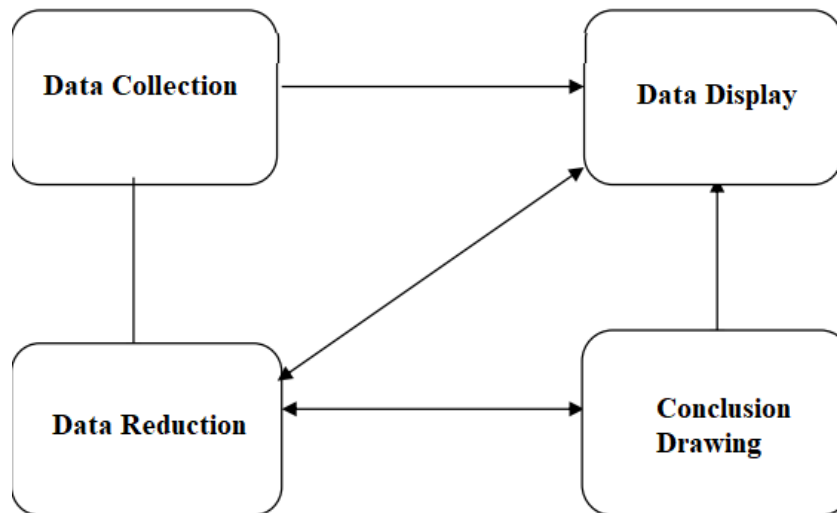 Data Collection
Data Display
Data Reduction
Conclusion
Drawing